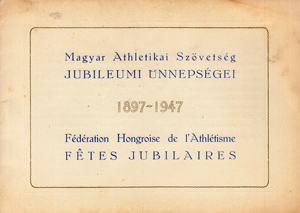 Magyar Athletikai Szövetség
JUBILEUMI ÜNNEPSÉGEI
1897-1947
Fédération Hongroise de l'Athlétisme
FÊTES JUBILAIRES